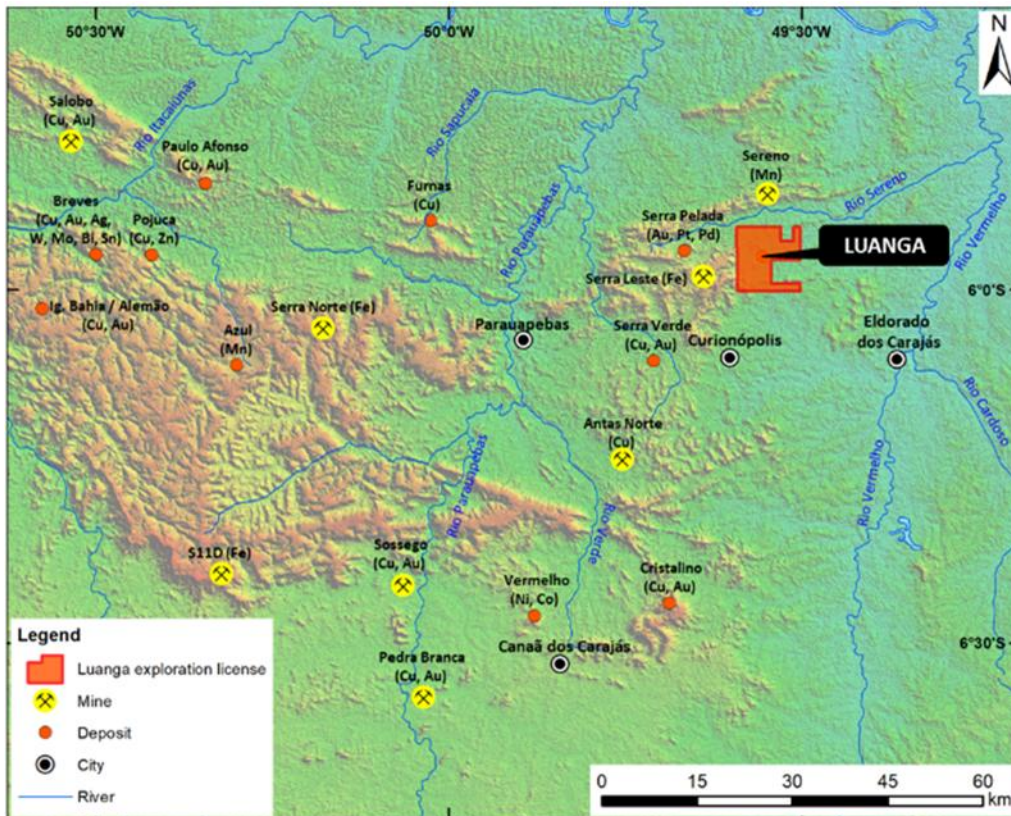 50°30'W
50°0'W
49°30'W
N
Salobo
(Cu, Au)
Rio Itacaiunas
Rio Sapucaia
Paulo Afonso
(Cu, Au)
Sereno
(Mn)
Furnas
(Cu)
Rio Sereno
Breves
(Cu, Au, Ag,
W, Mo, Bi, Sn)
Pojuca
(Cu, Zn)
Rio Parauapebas
Serra Pelada
(Au, Pt, Pd)
Rio Vermelho
LUANGA
Serra Leste (Fe)
6°0'S
Ig. Bahia / Alemão
(Cu, Au)
Serra Norte (Fe)
Azul
(Mn)
Parauapebas
Serra Verde
(Cu, Au)
Curionópolis
Eldorado
dos Carajás
Rio Cardoso
Antas Norte
(Cu)
Rio Parauapebas
Rio Verde
Rio Vermelho
S11D (Fe)
Sossego
(Cu, Au)
Vermelho
(Ni, Co)
Cristalino
(Cu, Au)
6°30'S
Canaã dos Carajás
Pedra Branca
(Cu, Au)
Legend
Luanga exploration license
Mine
Deposit
City
River
0 15 30 45 60
km